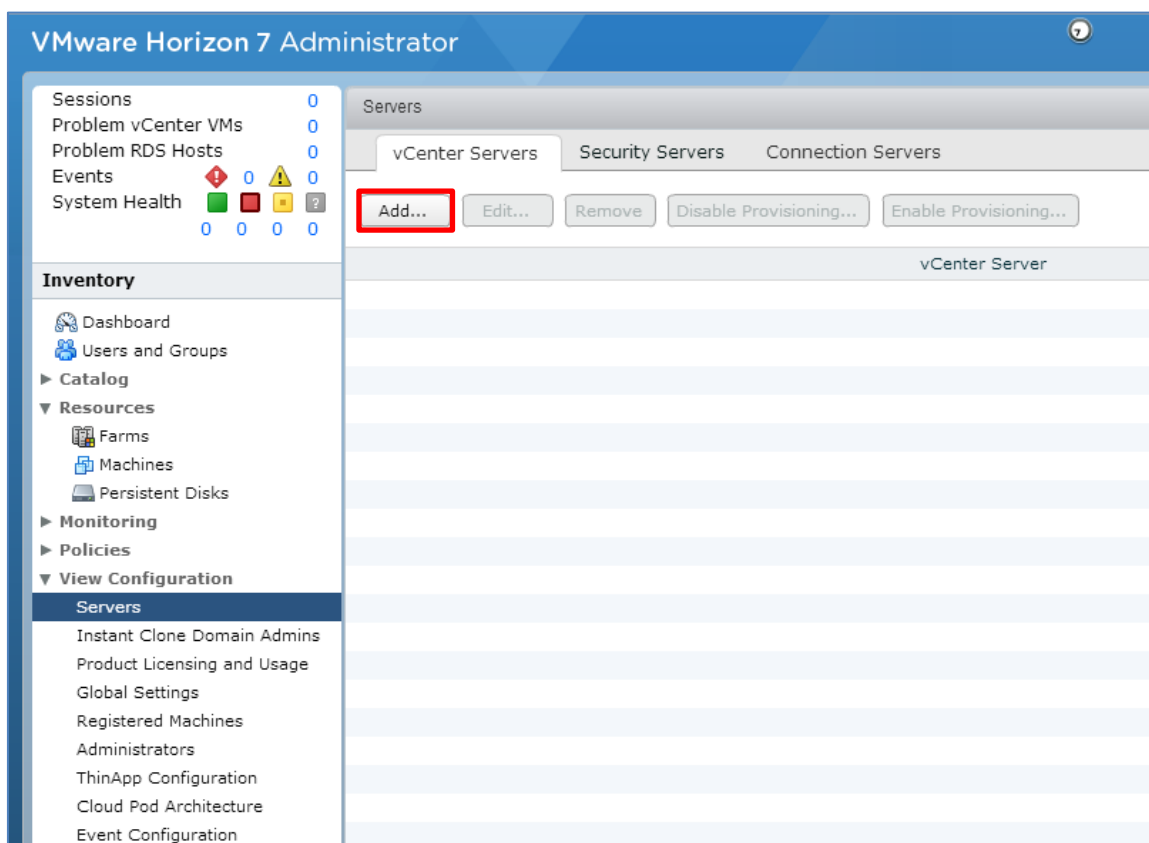 VMware Horizon 7 Administrator
7
Sessions 0
Problem vCenter VMs 0
Problem RDS Hosts 0
Events 0 0
System Health ?
0 0 0 0
Inventory
Dashboard
Users and Groups
Catalog
Resources
Farms
Machines
Persistent Disks
Monitoring
Policies
View Configuration
Servers
Instant Clone Domain Admins
Product Licensing and Usage
Global Settings
Registered Machines
Administrators
ThinApp Configuration
Cloud Pod Architecture
Event Configuration
Servers
vCenter Servers Security Servers Connection Servers
Add... Edit... Remove Disable Provisioning... Enable Provisioning...
vCenter Server